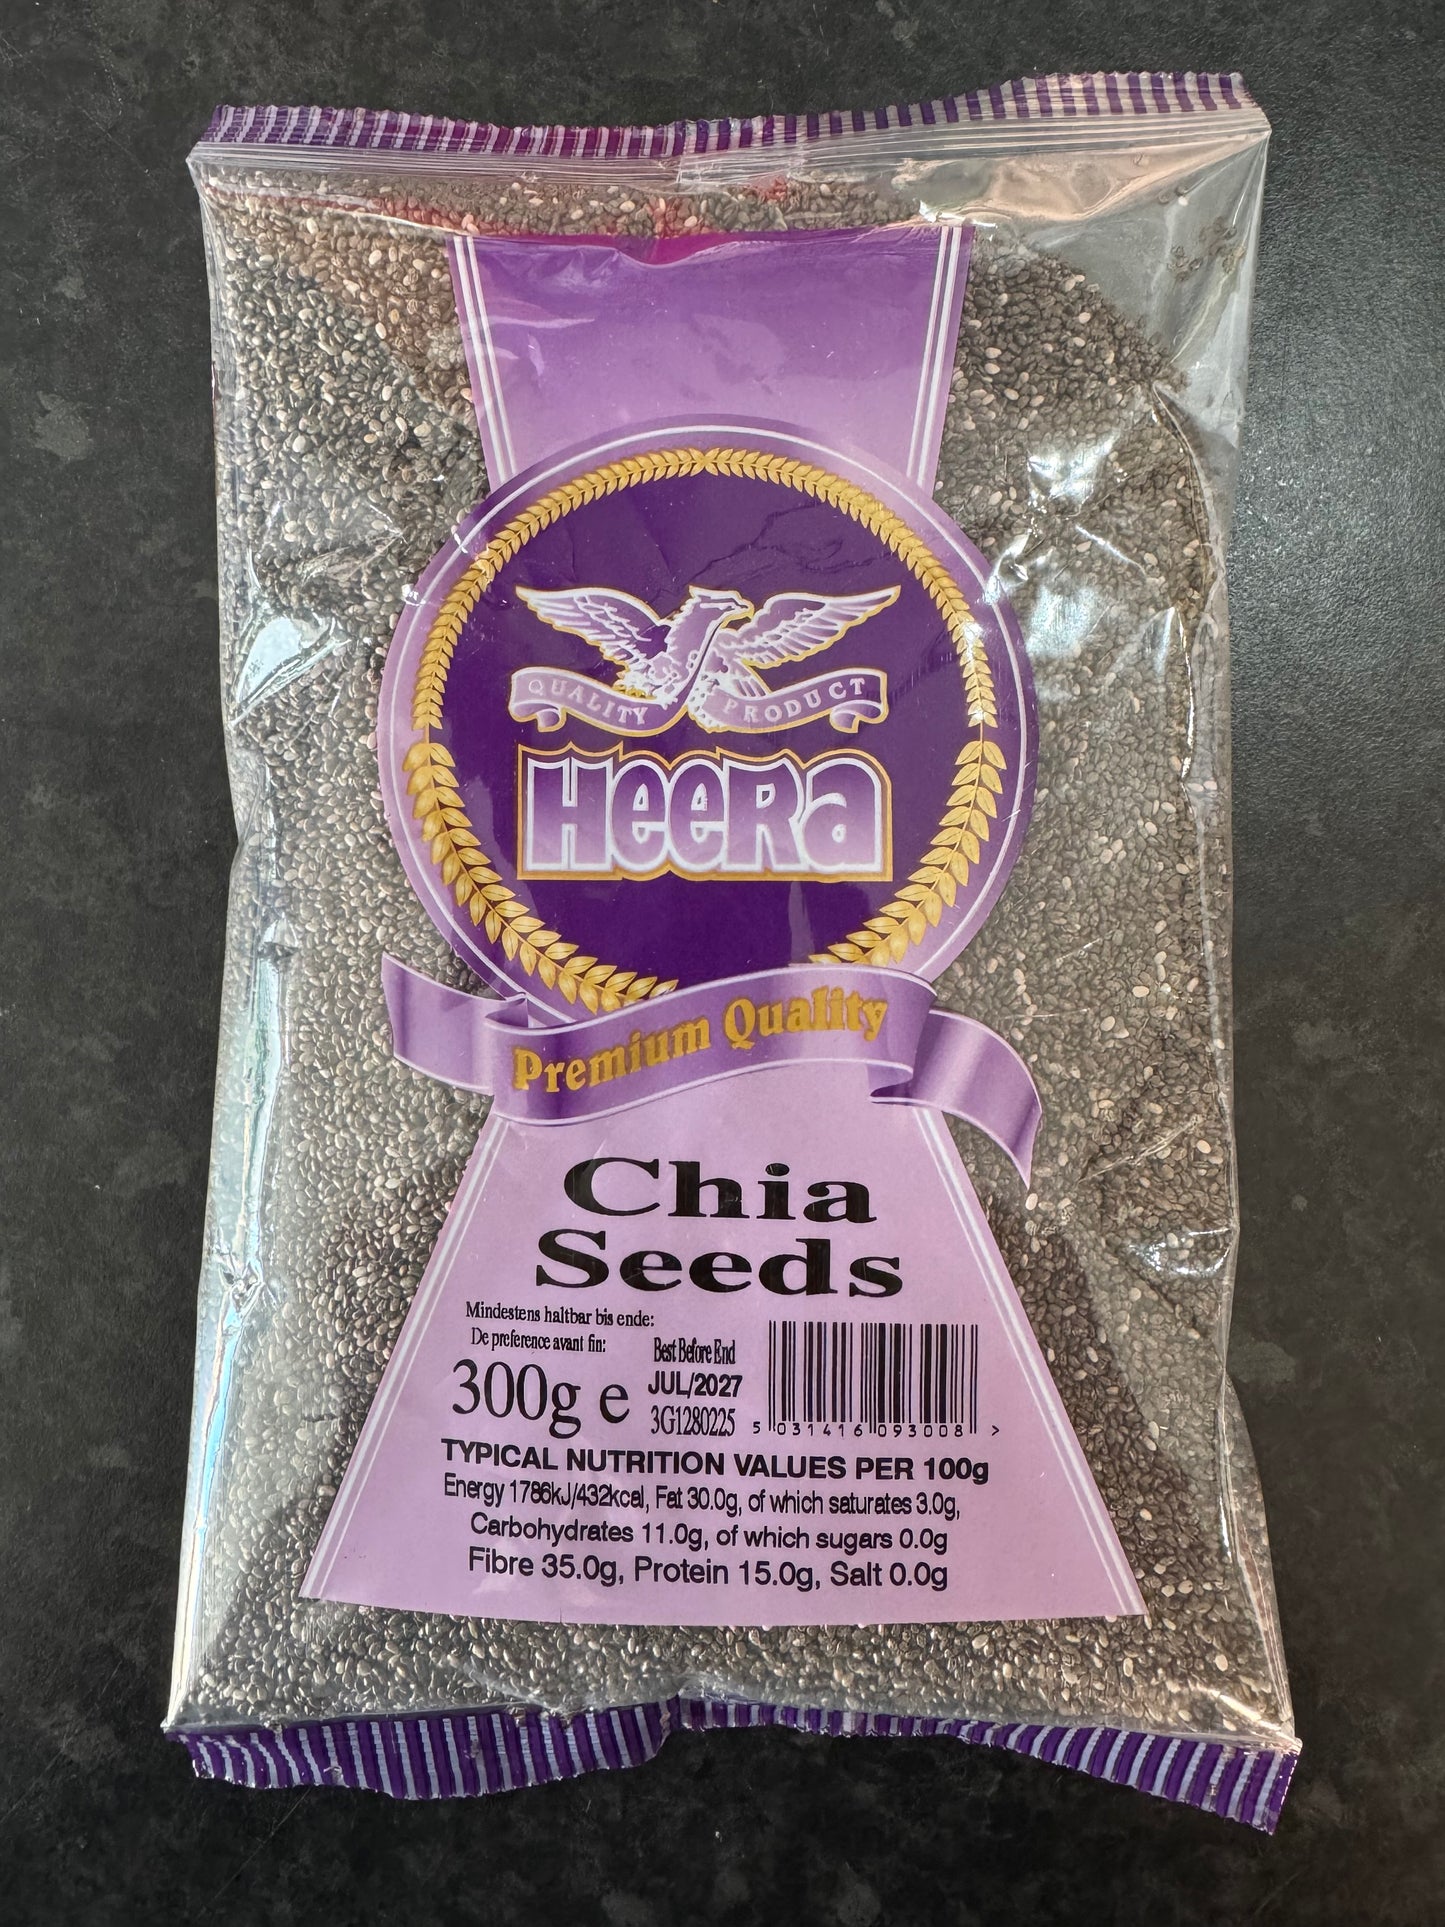 QUALITY PRODUCT
HeeRa
Premium Quality
Chia
Seeds
Mindestens haltbar bis ende:
De preference avant fin:
300g e
Best Before End
JUL/2027
3G1280225
5 031416 093008 >
TYPICAL NUTRITION VALUES PER 100g
Energy 1786kJ/432kcal, Fat 30.0g, of which saturates 3.0g,
Carbohydrates 11.0g, of which sugars 0.0g
Fibre 35.0g, Protein 15.0g, Salt 0.0g